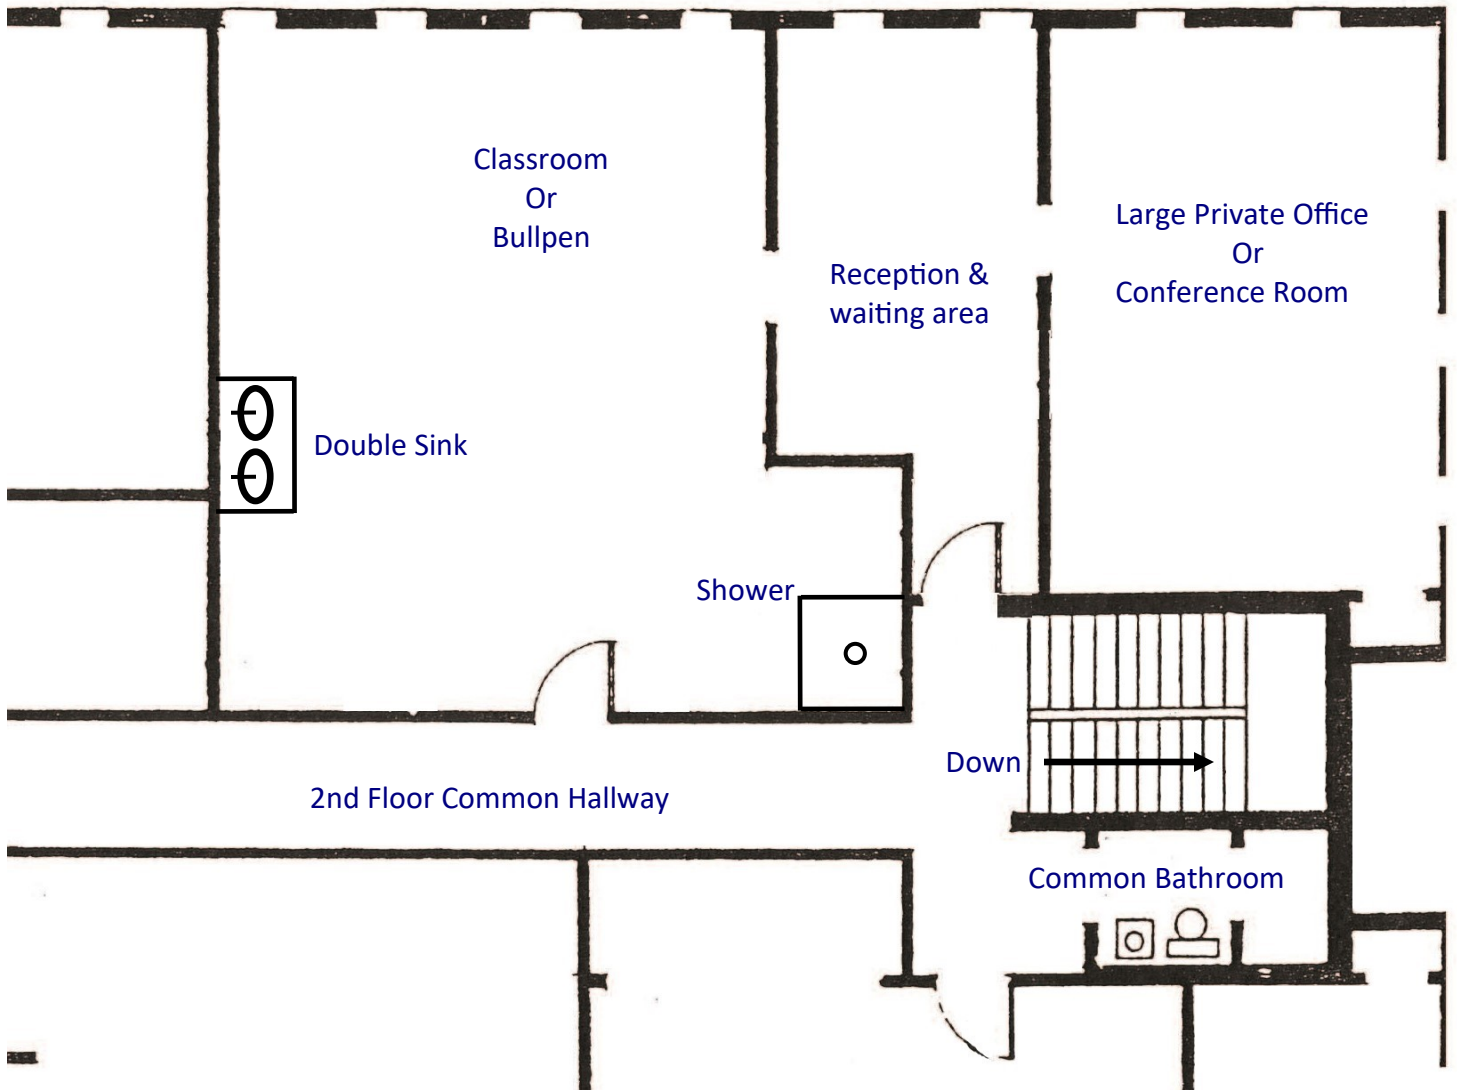 Classroom
Or
Bullpen
Large Private Office
Or
Conference Room
Reception &
waiting area
Double Sink
Shower
Down
2nd Floor Common Hallway
Common Bathroom